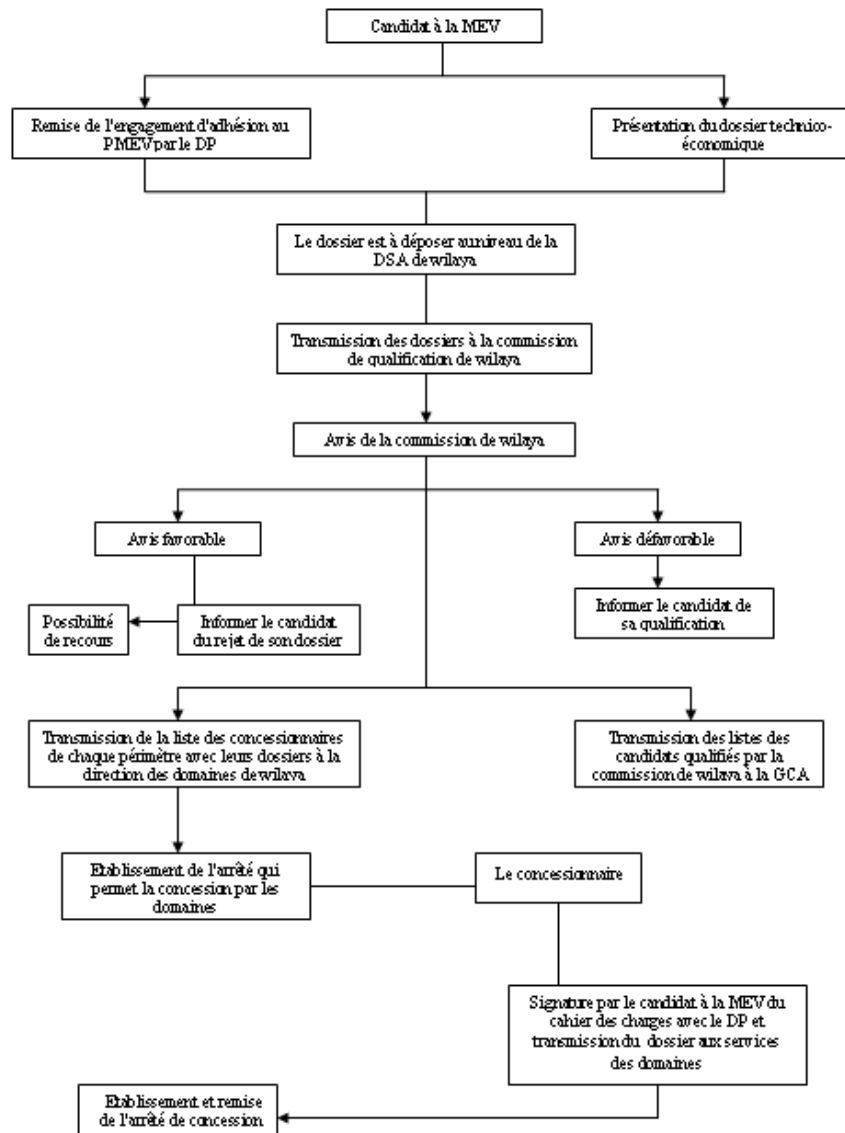 Candidat à la MEV
Remise de l'engagement d'adhésion au
PMEV par le DP
Présentation du dossier technico-
économique
Le dossier est à déposer au niveau de la
DSA de wilaya
Transmission des dossiers à la commission
de qualification de wilaya
Avis de la commission de wilaya
Avis favorable
Avis défavorable
Possibilité
de recours
Informer le candidat
du rejet de son dossier
Informer le candidat de
sa qualification
Transmission de la liste des concessionnaires
de chaque périmètre avec leurs dossiers à la
direction des domaines de wilaya
Transmission des listes des
candidats qualifiés par la
commission de wilaya à la GCA
Etablissement de l'arrêté qui
permet la concession par les
domaines
Le concessionnaire
Signature par le candidat à la MEV du
cahier des charges avec le DP et
transmission du dossier aux services
des domaines
Etablissement et remise
de l'arrêté de concession